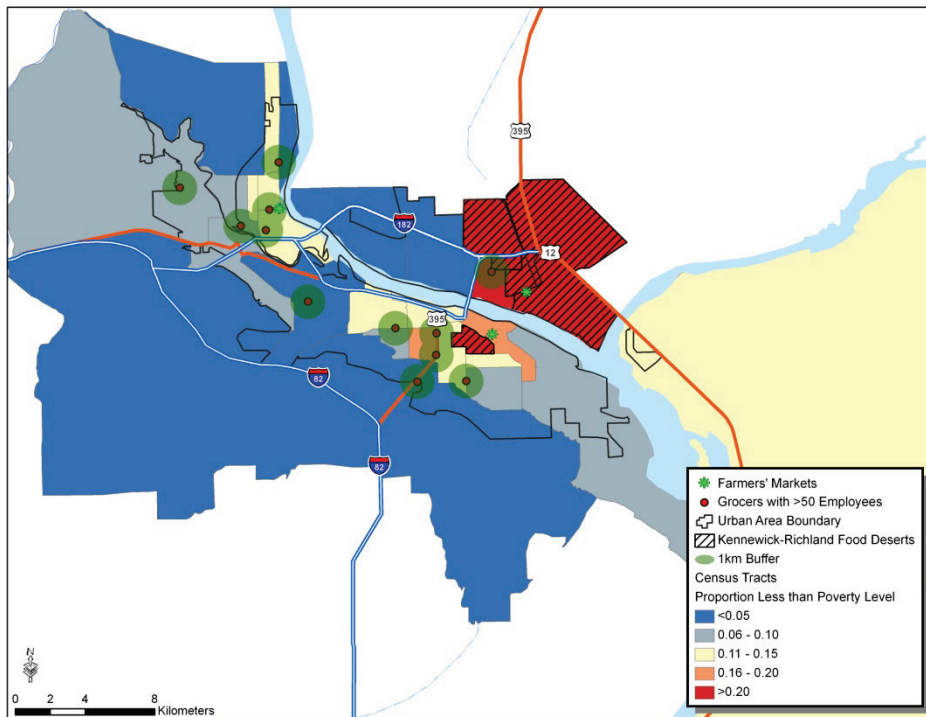 395
182
12
395
82
82
Farmers' Markets
Grocers with >50 Employees
Urban Area Boundary
Kennewick-Richland Food Deserts
1km Buffer
Census Tracts
Proportion Less than Poverty Level
<0.05
0.06 - 0.10
0.11 - 0.15
0.16 - 0.20
>0.20
N
0 2 4 8
Kilometers